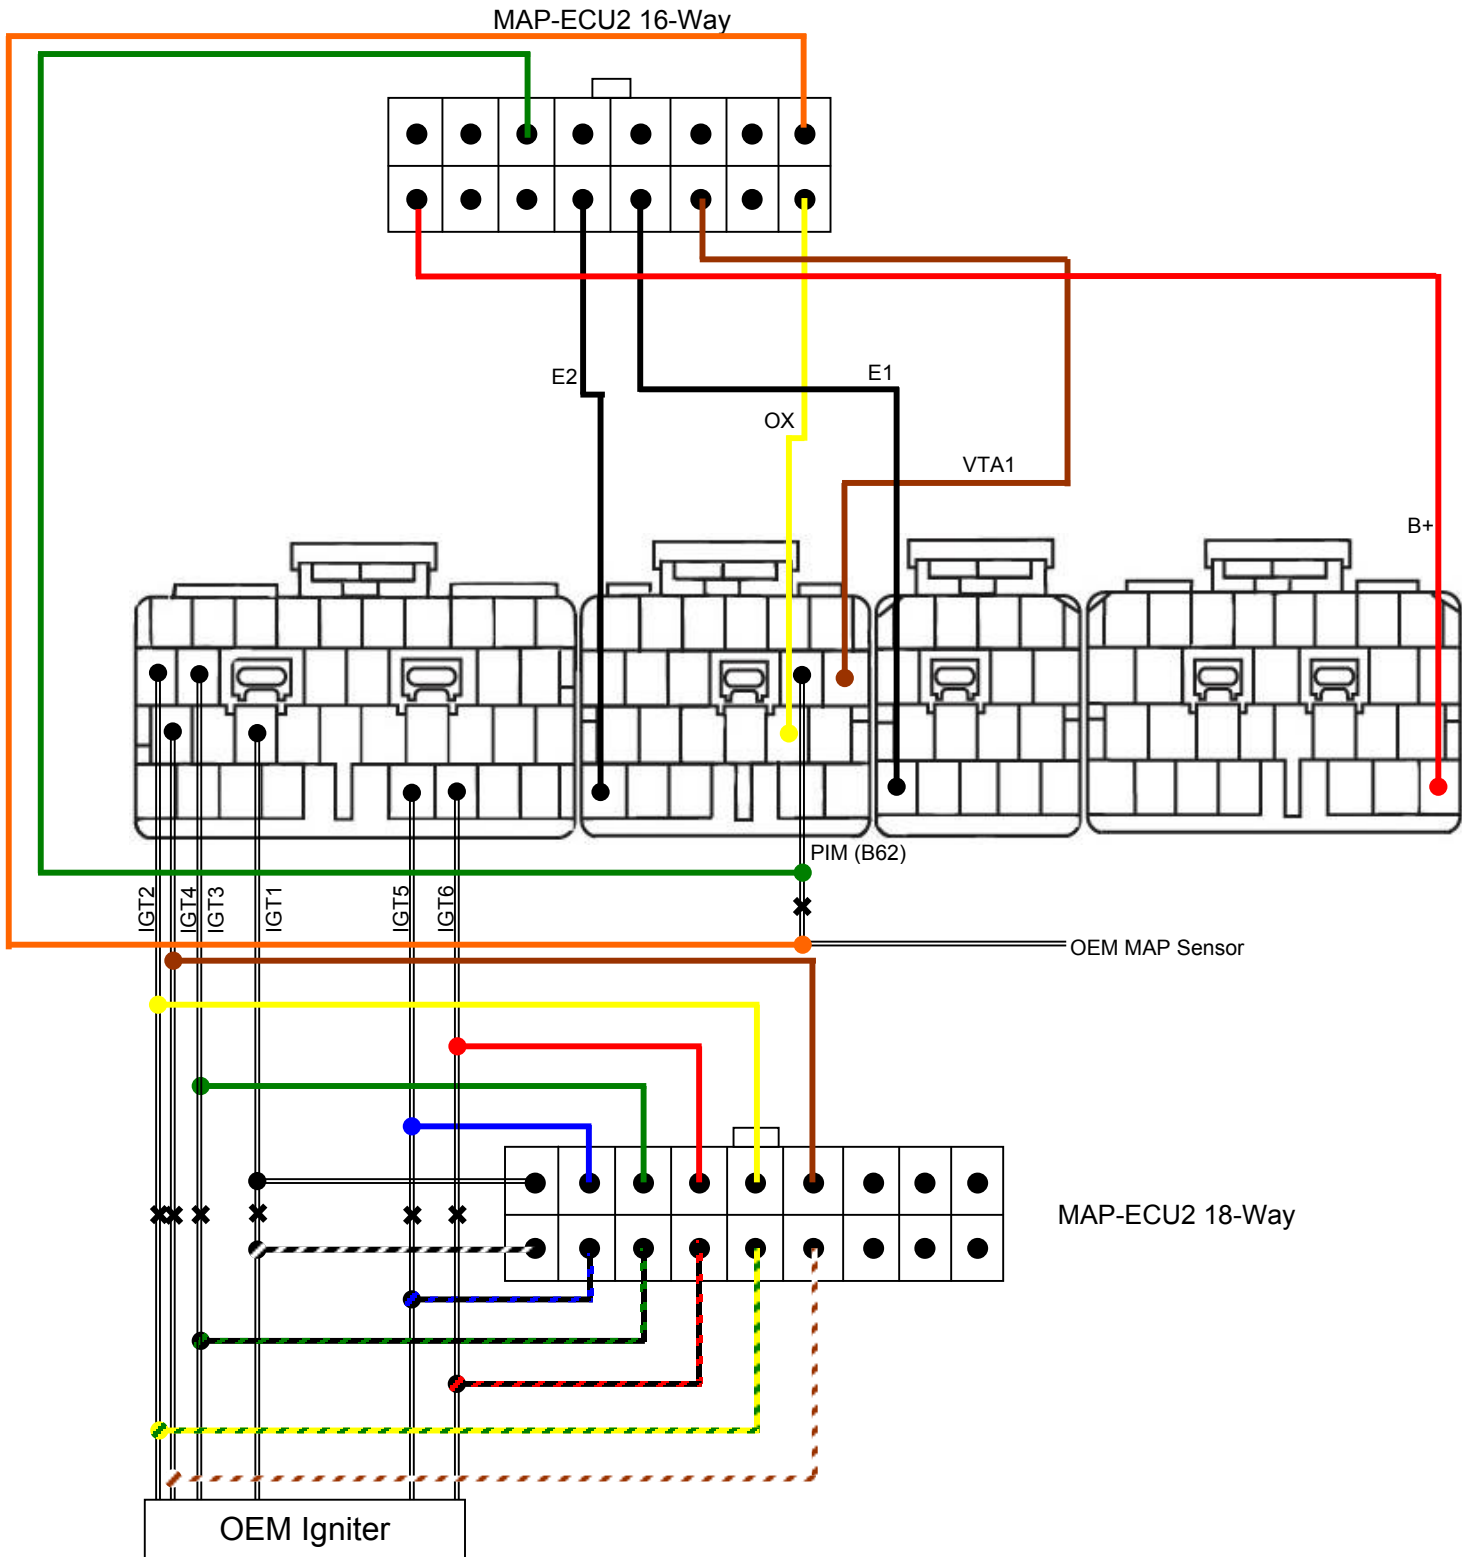 MAP-ECU2 16-Way
E2
E1
OX
VTA1
B+
PIM (B62)
IGT2
IGT4
IGT3
IGT1
IGT5
IGT6
OEM MAP Sensor
MAP-ECU2 18-Way
OEM Igniter